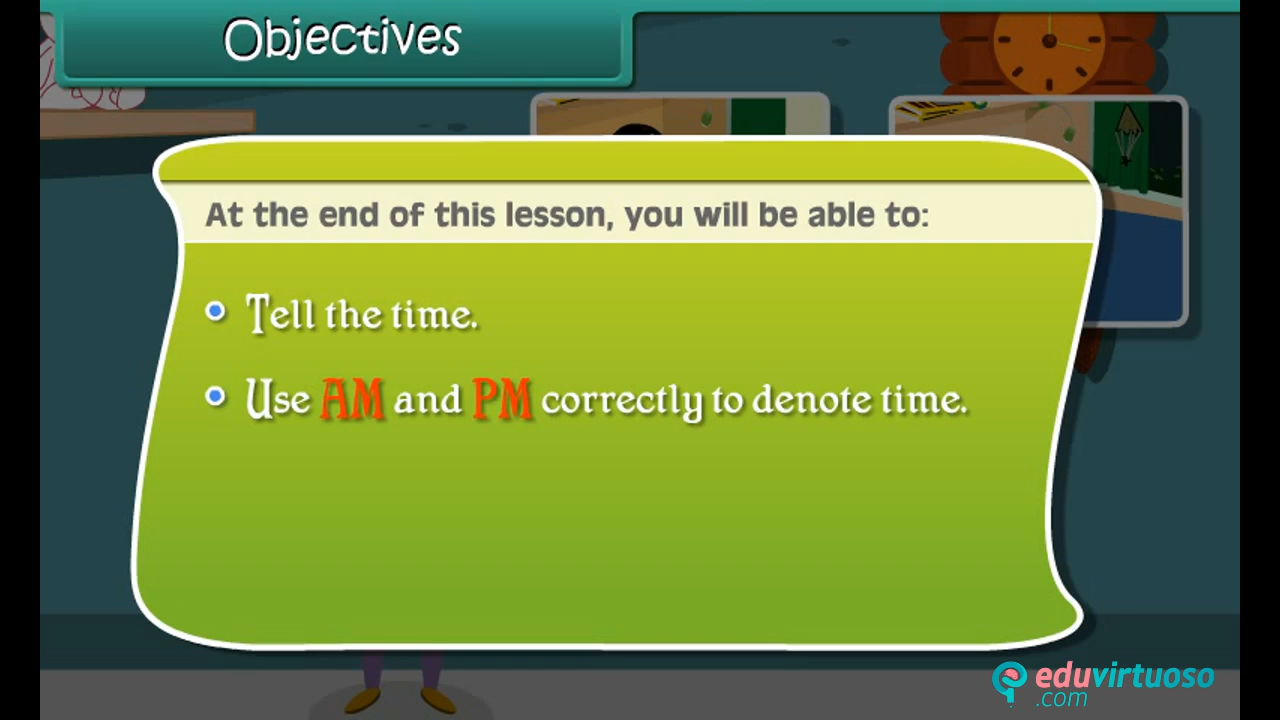 Objectives
At the end of this lesson, you will be able to:
Tell the time.
Use AM and PM correctly to denote time.
eduvirtuoso
.com